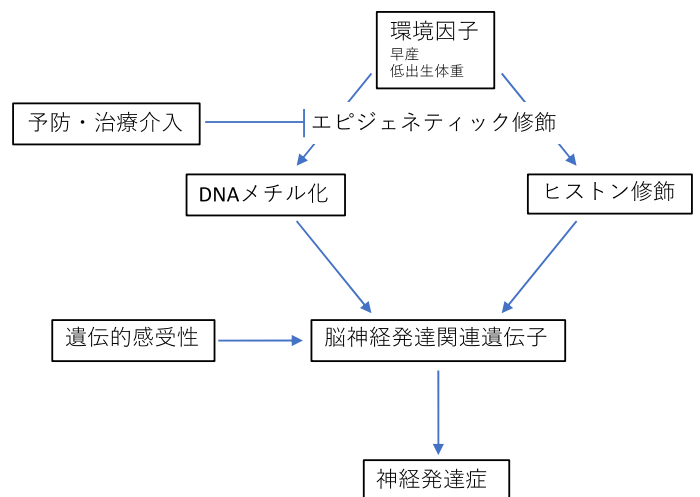 環境因子
早産
低出生体重
予防・治療介入
エピジェネティック修飾
DNAメチル化
ヒストン修飾
遺伝的感受性
脳神経発達関連遺伝子
神経発達症